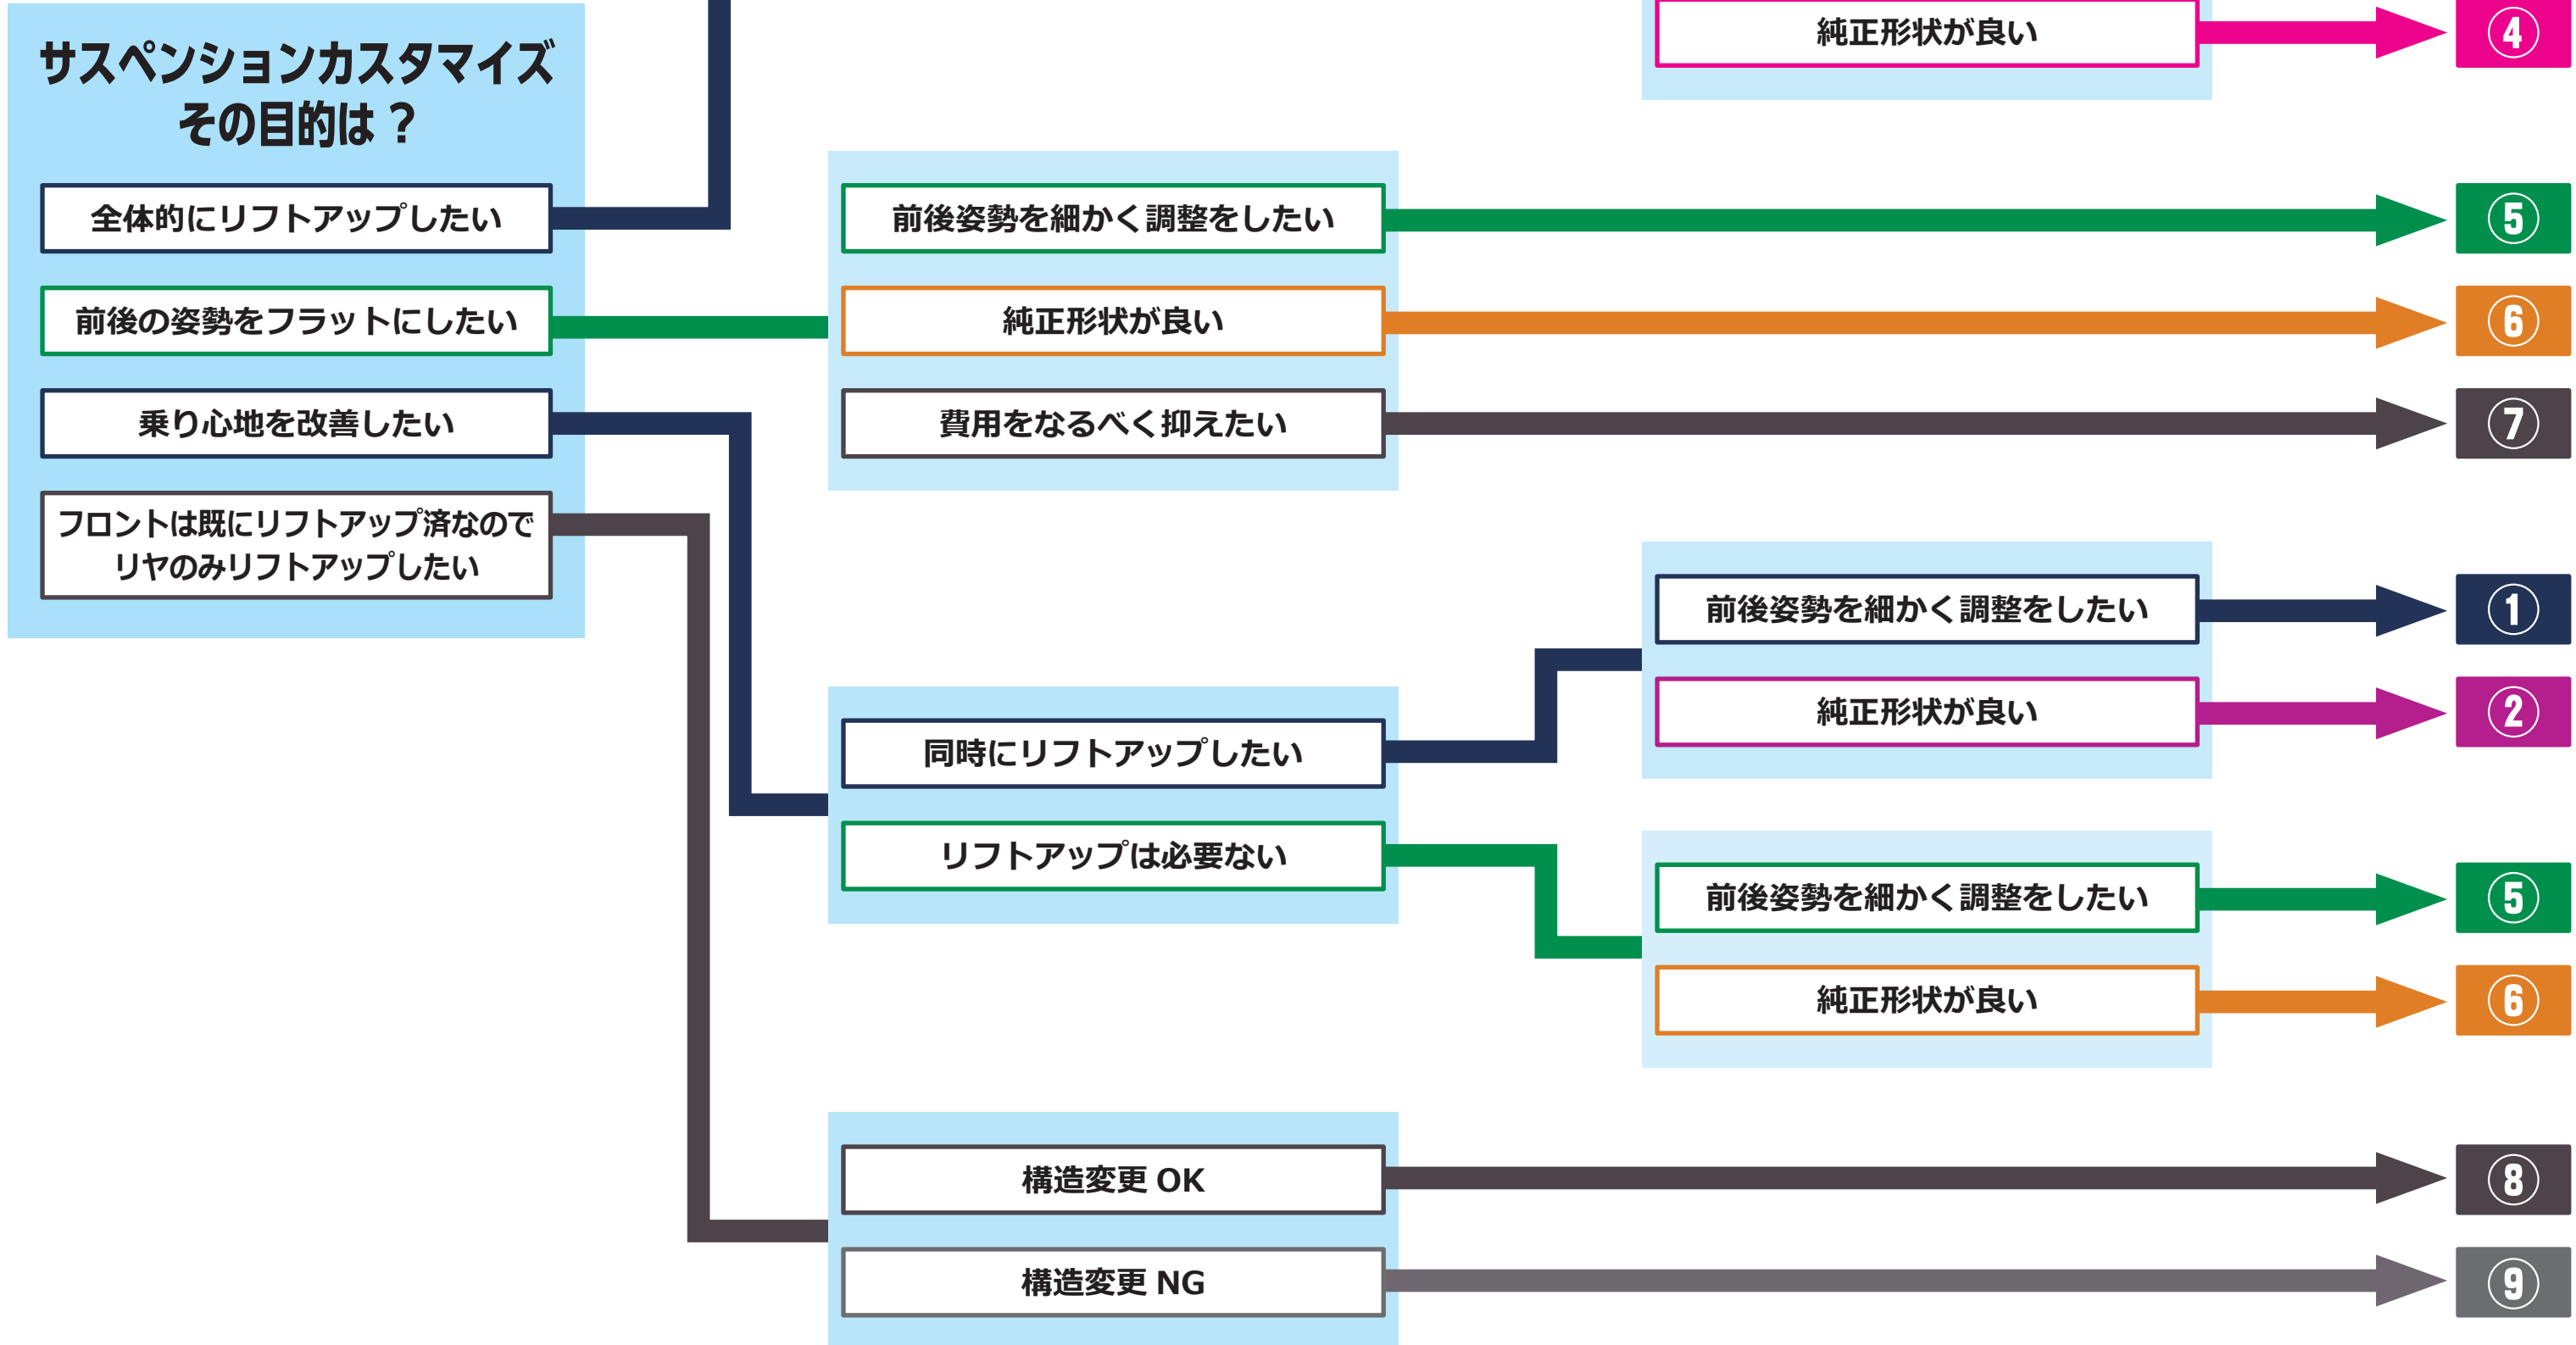 サスペンションカスタマイズ
その目的は？
全体的にリフトアップしたい
前後の姿勢をフラットにしたい
乗り心地を改善したい
フロントは既にリフトアップ済なので
リヤのみリフトアップしたい
純正形状が良い
④
前後姿勢を細かく調整をしたい
⑤
純正形状が良い
⑥
費用をなるべく抑えたい
⑦
同時にリフトアップしたい
リフトアップは必要ない
前後姿勢を細かく調整をしたい
①
純正形状が良い
②
前後姿勢を細かく調整をしたい
⑤
純正形状が良い
⑥
構造変更 OK
⑧
構造変更 NG
⑨